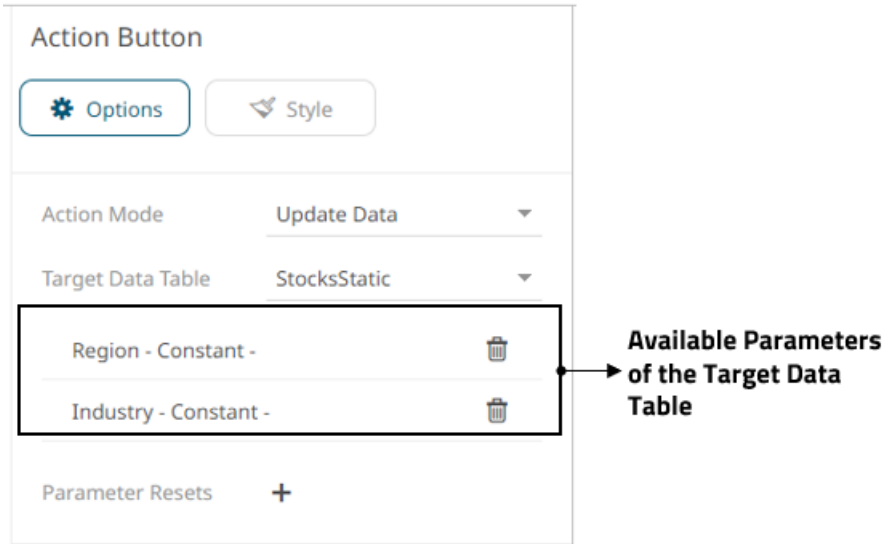 Action Button
Options Style
Action Mode Update Data
Target Data Table StocksStatic
Region - Constant -
Industry - Constant -
Available Parameters
of the Target Data
Table
Parameter Resets +